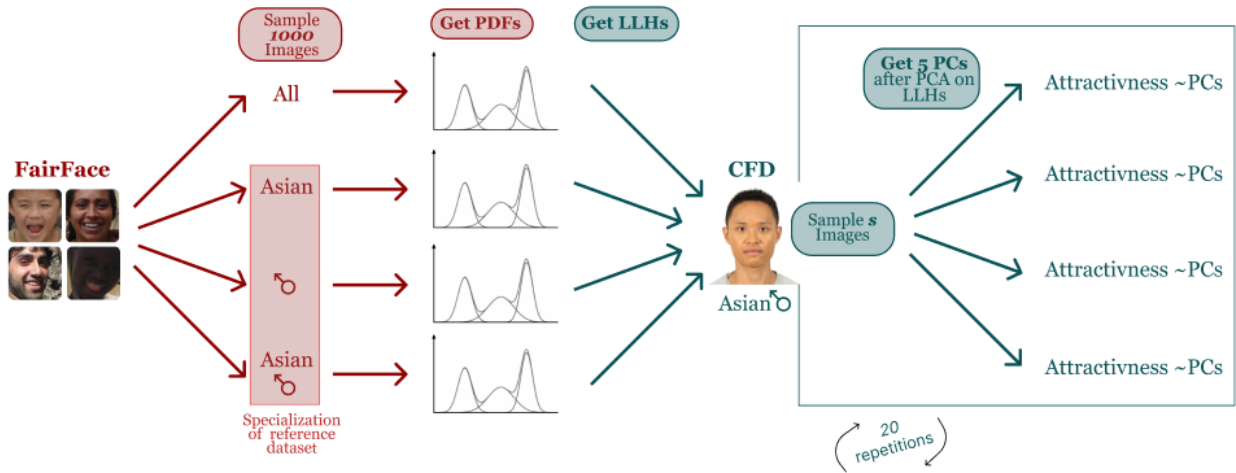 Sample
1000
Images
Get PDFs
Get LLHs
Get 5 PCs
after PCA on
LLHs
All
Attractivness ~PCs
FairFace
Asian
CFD
Attractivness ~PCs
Sample s
Images
♂
Attractivness ~PCs
Asian ♂
Asian
♂
Attractivness ~PCs
Specialization
of reference
dataset
20
repetitions